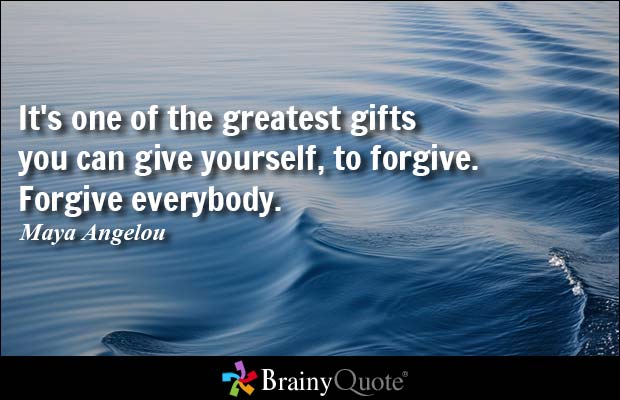 It's one of the greatest gifts
you can give yourself, to forgive.
Forgive everybody.
Maya Angelou
BrainyQuote®